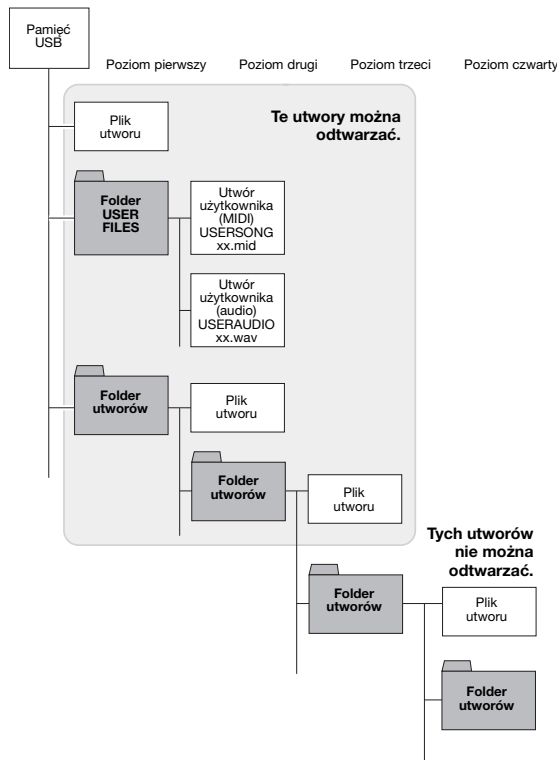 Pamięć
USB
Poziom pierwszy
Poziom drugi
Poziom trzeci
Poziom czwarty
Plik
utworu
Te utwory można
odtwarzać.
Folder
USER
FILES
Utwór
użytkownika
(MIDI)
USERSONG
xx.mid
Utwór
użytkownika
(audio)
USERAUDIO
xx.wav
Folder
utworów
Plik
utworu
Folder
utworów
Plik
utworu
Tych utworów
nie można
odtwarzać.
Folder
utworów
Plik
utworu
Folder
utworów